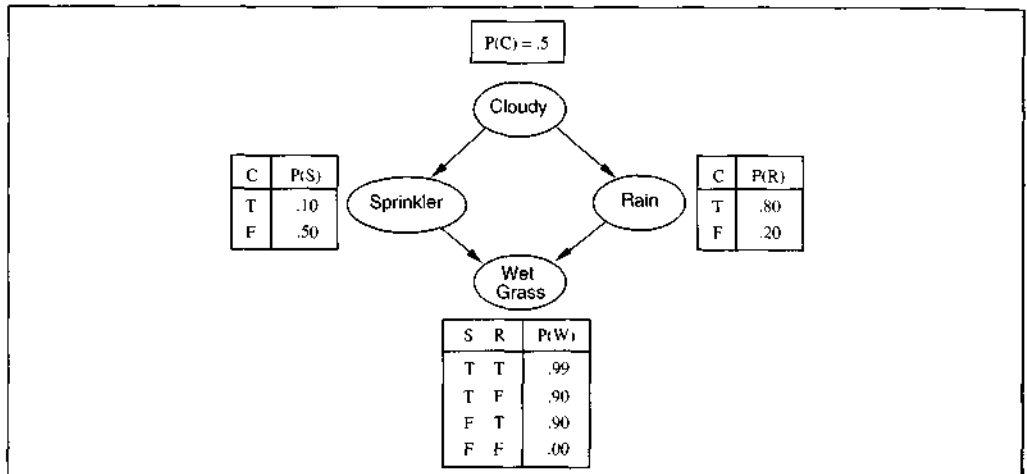 P(C) = .5
Cloudy
C P(S)
T .10
F .50
Sprinkler
Rain
C P(R)
T .80
F .20
Wet
Grass
S R P(W)
T T .99
T F .90
F T .90
F F .00